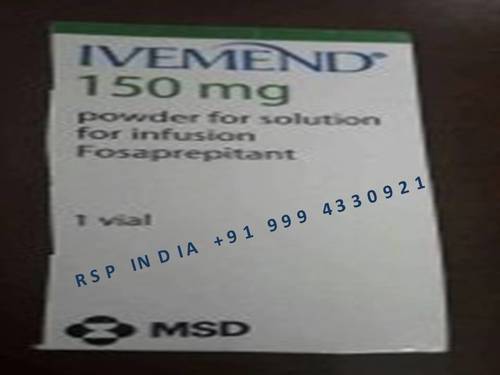 IVEMEND®
150 mg
powder for solution
for infusion
Fosaprepitant
1 vial
RSP INDIA +91 999 4330921
MSD